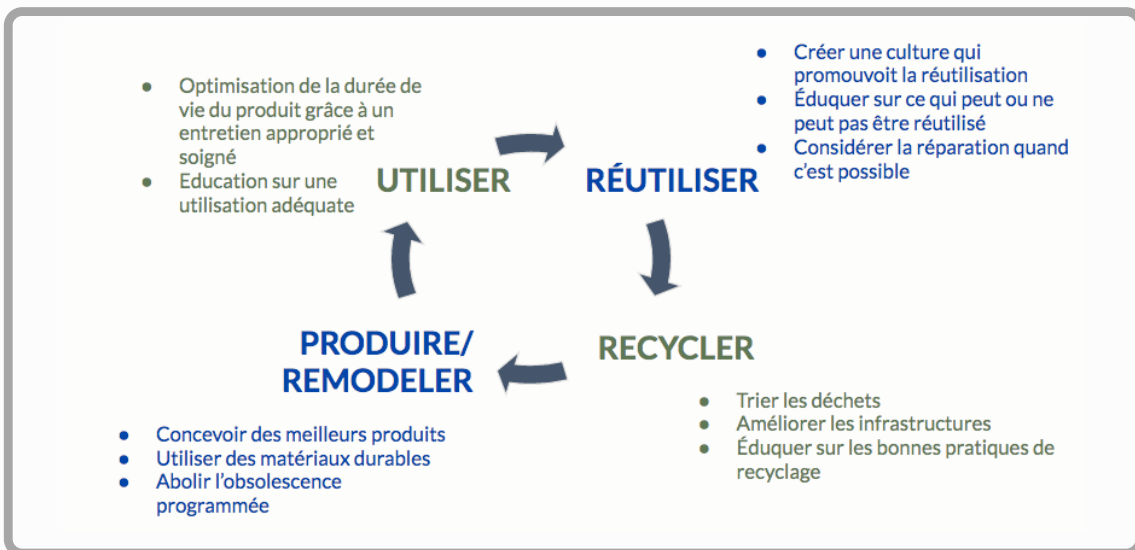 ● Optimisation de la durée de
vie du produit grâce à un
entretien approprié et
soigné
● Education sur une
utilisation adéquate
UTILISER
● Créer une culture qui
promouvoit la réutilisation
● Éduquer sur ce qui peut ou ne
peut pas être réutilisé
● Considérer la réparation quand
c'est possible
RÉUTILISER
RECYCLER
● Trier les déchets
● Améliorer les infrastructures
● Éduquer sur les bonnes pratiques de
recyclage
PRODUIRE/
REMODELER
● Concevoir des meilleurs produits
● Utiliser des matériaux durables
● Abolir l'obsolescence
programmée